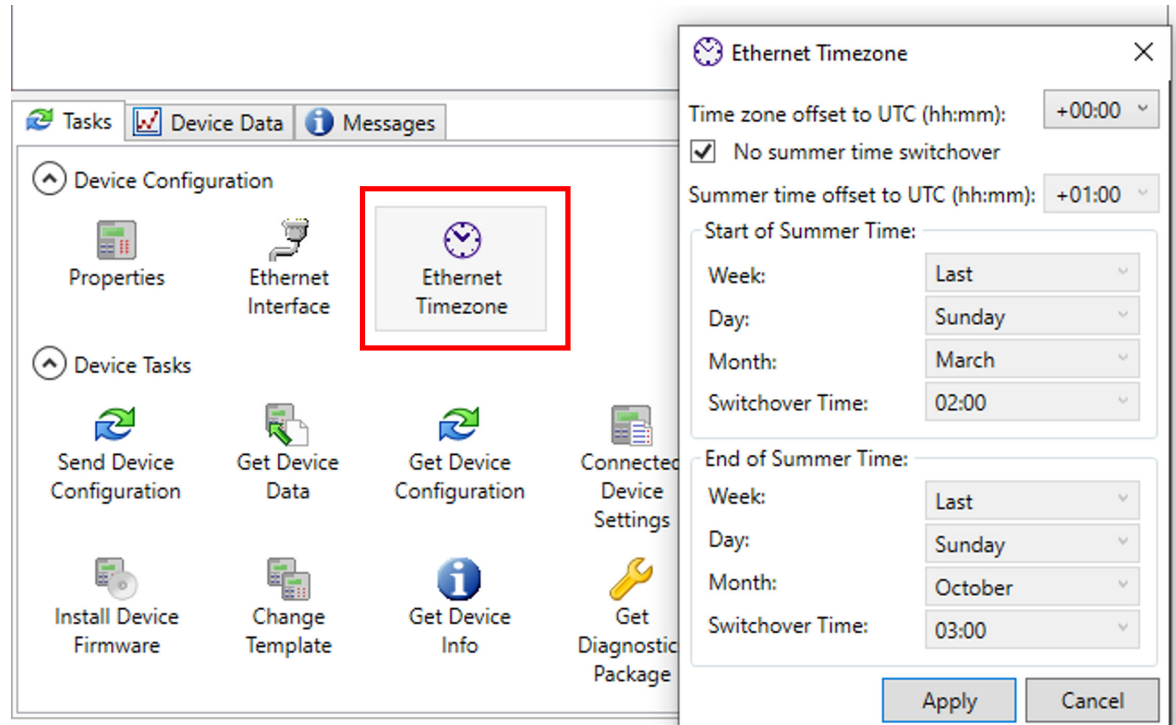 Tasks Device Data Messages
Device Configuration
Properties
Ethernet
Interface
Ethernet
Timezone
Device Tasks
Send Device
Configuration
Get Device
Data
Get Device
Configuration
Connected
Device
Settings
Install Device
Firmware
Change
Template
Get Device
Info
Get
Diagnostic
Package
Ethernet Timezone
Time zone offset to UTC (hh:mm): +00:00
No summer time switchover
Summer time offset to UTC (hh:mm): +01:00
Start of Summer Time:
Week: Last
Day: Sunday
Month: March
Switchover Time: 02:00
End of Summer Time:
Week: Last
Day: Sunday
Month: October
Switchover Time: 03:00
Apply Cancel